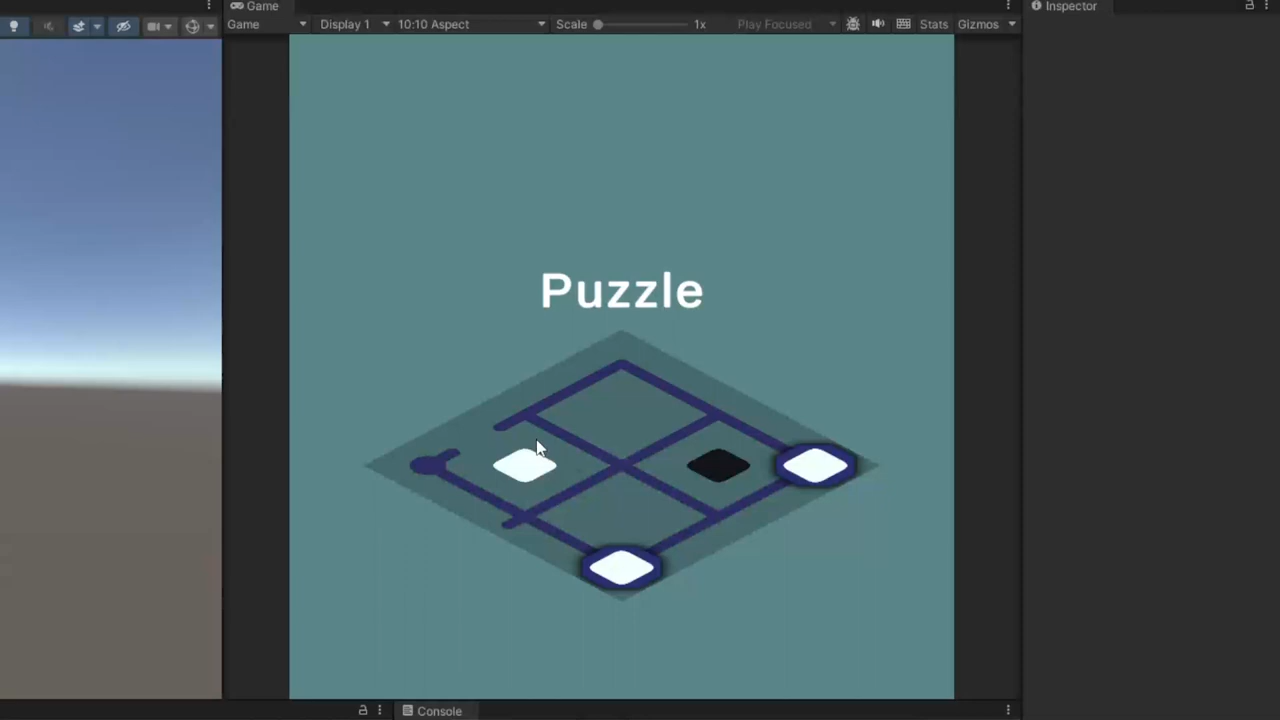 Game
Inspector
Game
Display 1
10:10 Aspect
Scale
1x
Play Focused
Stats
Gizmos
Puzzle
Console